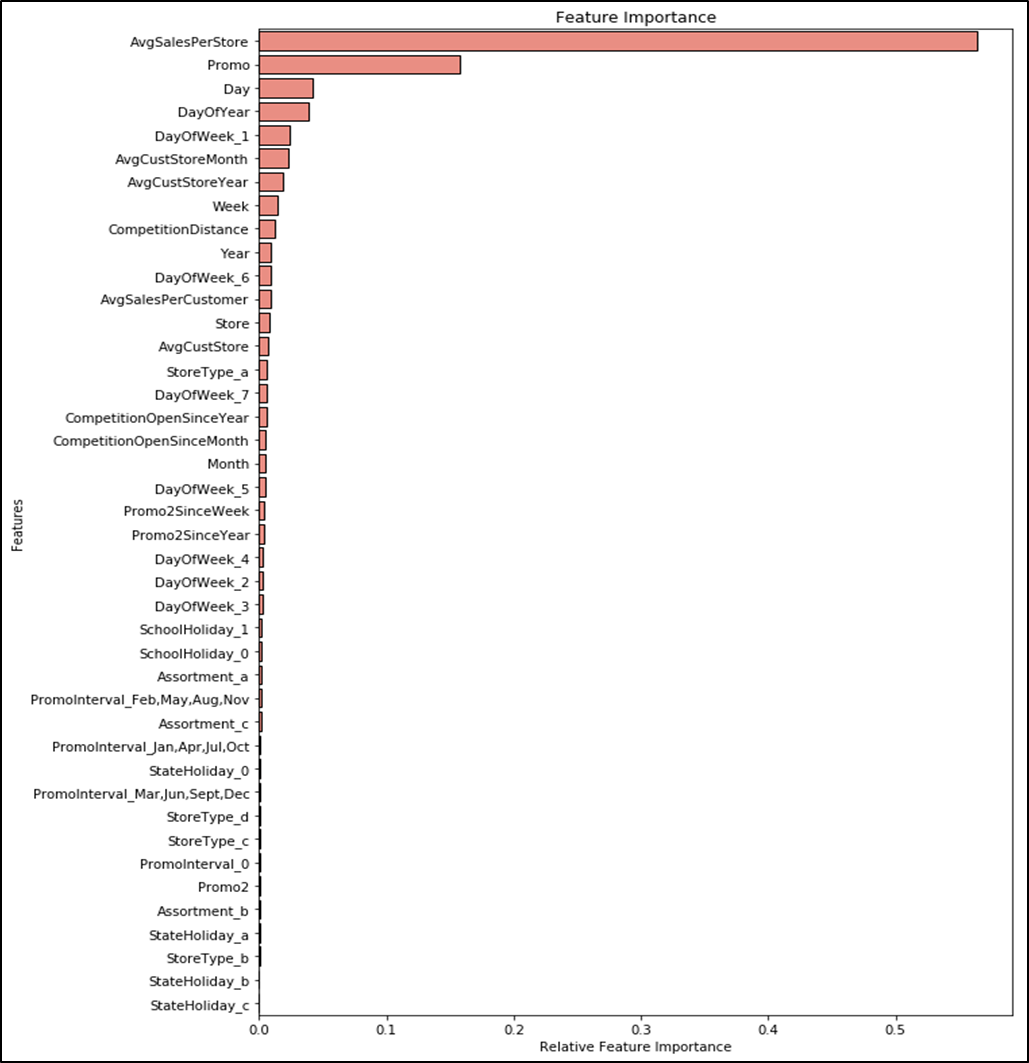 Feature Importance
AvgSalesPerStore
Promo
Day
DayOfYear
DayOfWeek_1
AvgCustStoreMonth
AvgCustStoreYear
Week
CompetitionDistance
Year
DayOfWeek_6
AvgSalesPerCustomer
Store
AvgCustStore
StoreType_a
DayOfWeek_7
CompetitionOpenSinceYear
CompetitionOpenSinceMonth
Month
DayOfWeek_5
Promo2SinceWeek
Promo2SinceYear
DayOfWeek_4
DayOfWeek_2
DayOfWeek_3
SchoolHoliday_1
SchoolHoliday_0
Assortment_a
PromoInterval_Feb,May,Aug,Nov
Assortment_c
PromoInterval_Jan,Apr,Jul,Oct
StateHoliday_0
PromoInterval_Mar,Jun,Sept,Dec
StoreType_d
StoreType_c
PromoInterval_0
Promo2
Assortment_b
StateHoliday_a
StoreType_b
StateHoliday_b
StateHoliday_c
Features
0.0 0.1 0.2 0.3 0.4 0.5
Relative Feature Importance